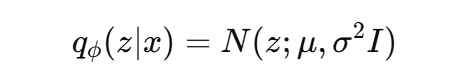 q_ϕ(z|x) = N(z; μ, σ²I)